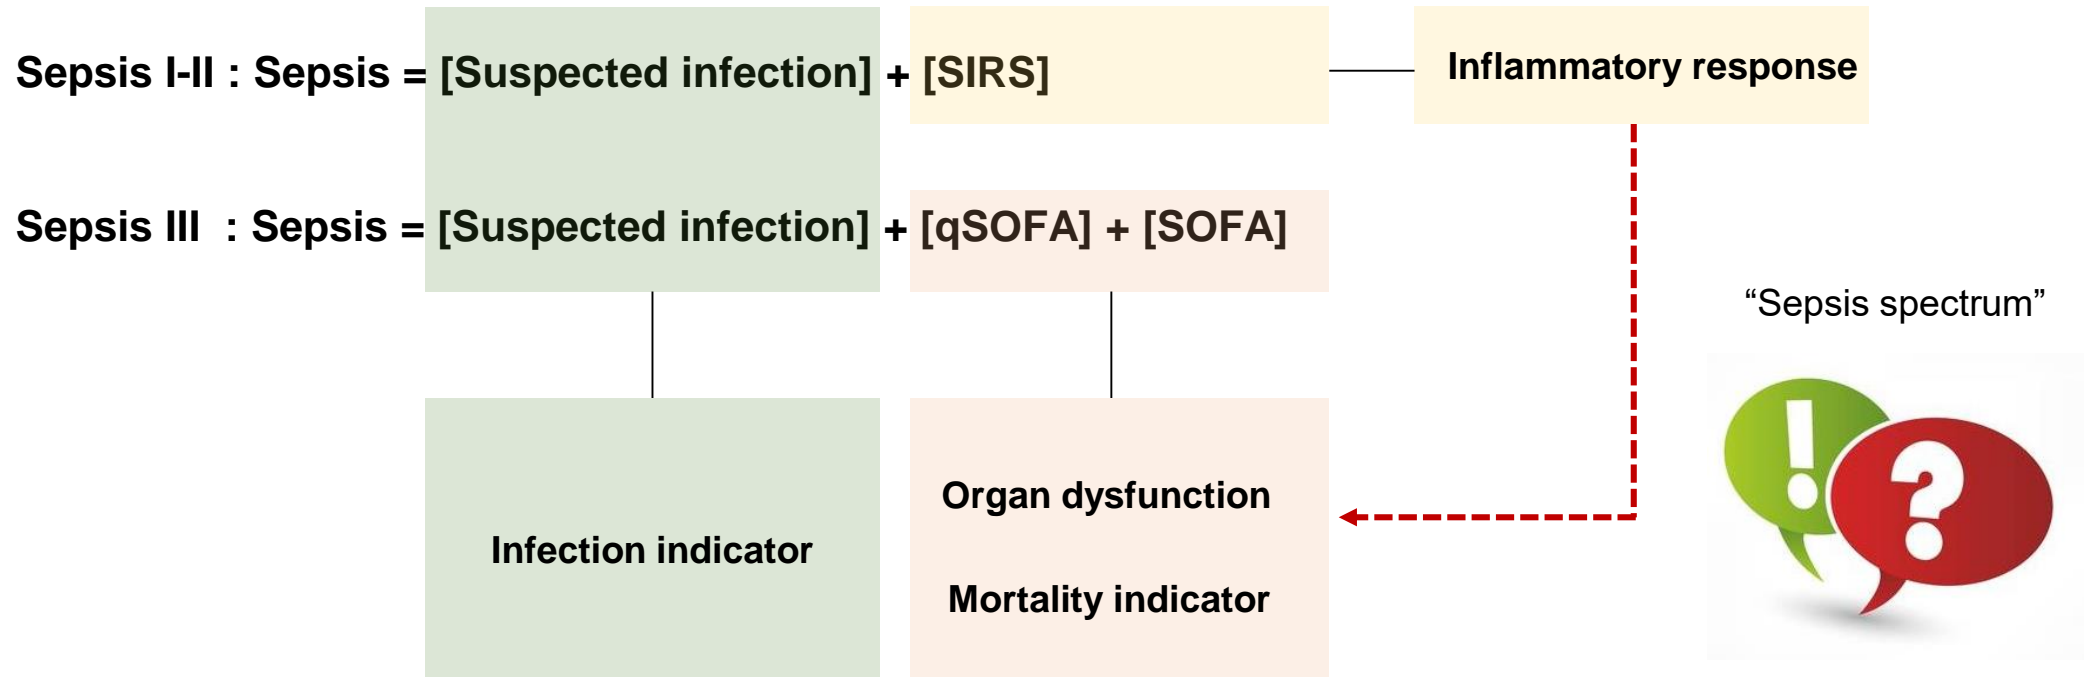 Sepsis I-II : Sepsis = [Suspected infection] + [SIRS]
Inflammatory response
Sepsis III  : Sepsis = [Suspected infection] + [qSOFA] + [SOFA]
“Sepsis spectrum”
! ?
Infection indicator
Organ dysfunction
Mortality indicator